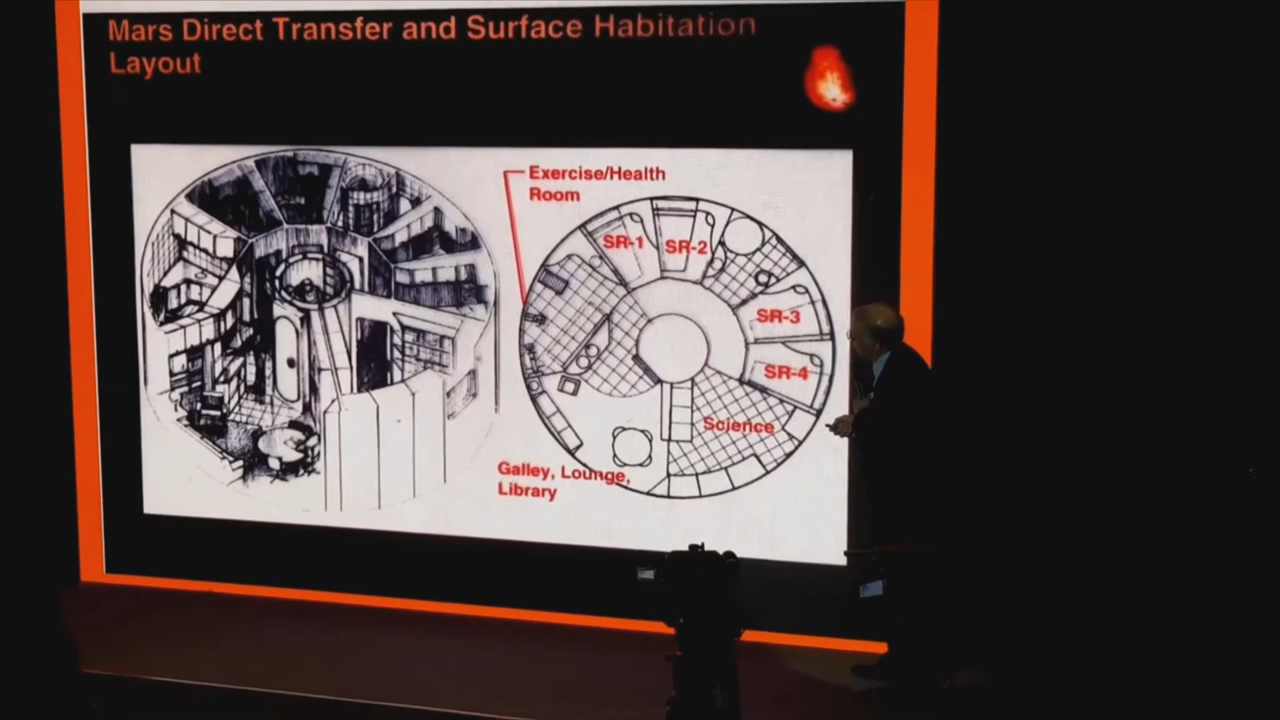 Mars Direct Transfer and Surface Habitation
Layout
Exercise/Health
Room
SR-1
SR-2
SR-3
SR-4
Science
Galley, Lounge,
Library